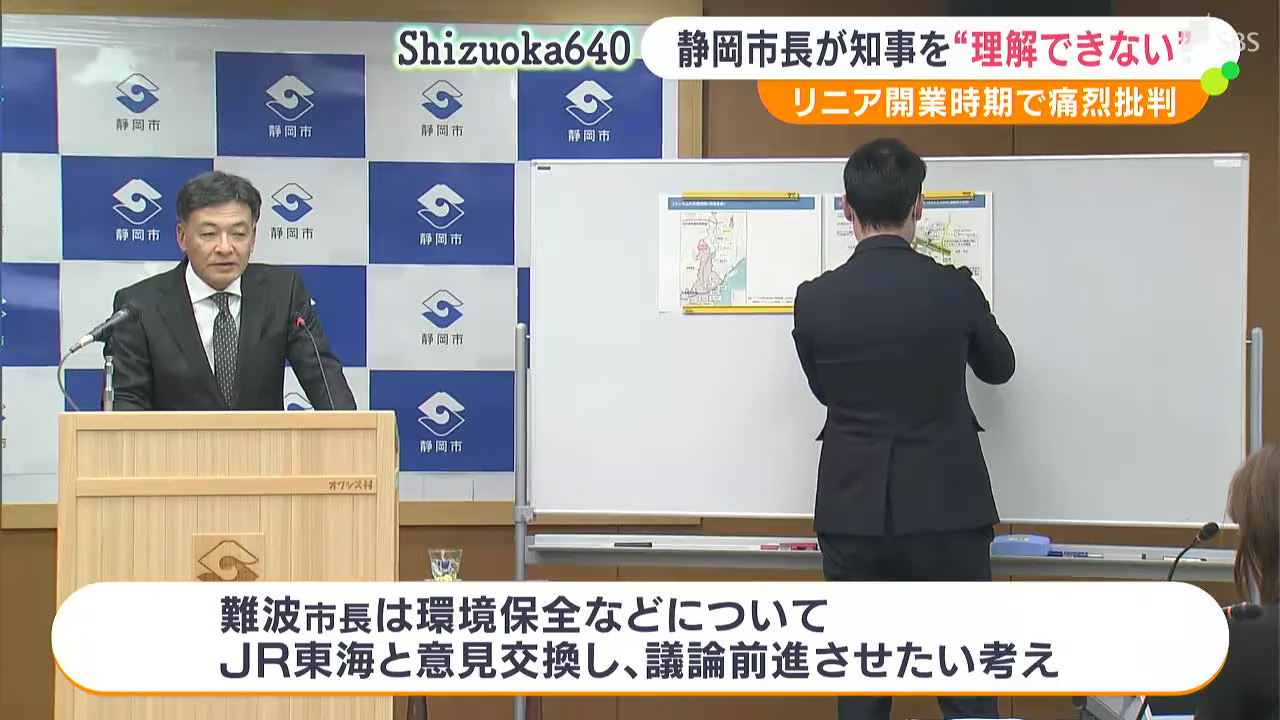 Shizuoka640
静岡市長が知事を“理解できない”
SBS
リニア開業時期で痛烈批判
静岡市
静岡市
静岡市
静岡市
静岡市
静岡市
静岡市
静岡市
静岡市
オクシズ材
難波市長は環境保全などについて
JR東海と意見交換し、議論前進させたい考え